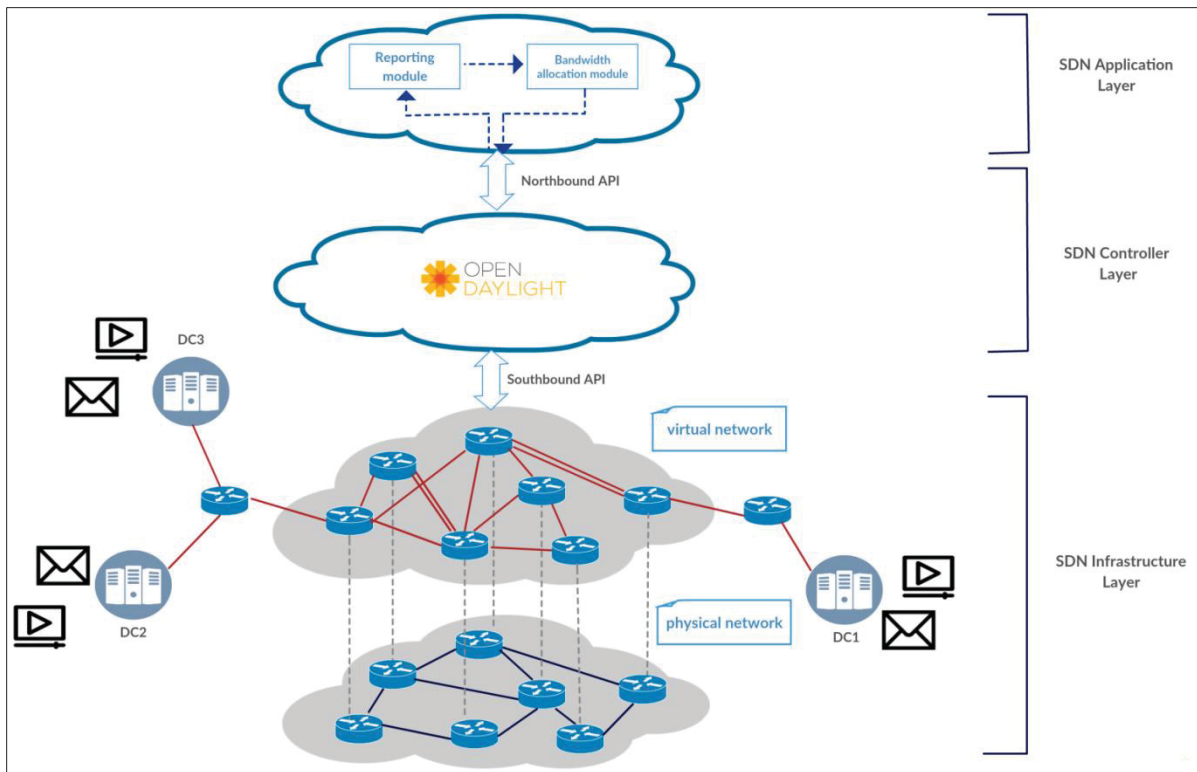 Reporting
module
Bandwidth
allocation module
SDN Application
Layer
Northbound API
OPEN
DAYLIGHT
SDN Controller
Layer
DC3
Southbound API
virtual network
SDN Infrastructure
Layer
DC2
physical network
DC1